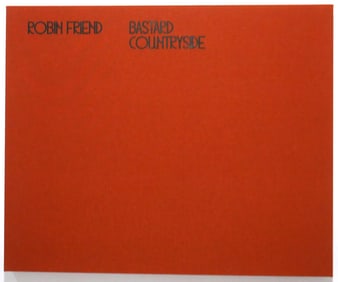 ROBIN FRIEND BASTARD
COUNTRYSIDE